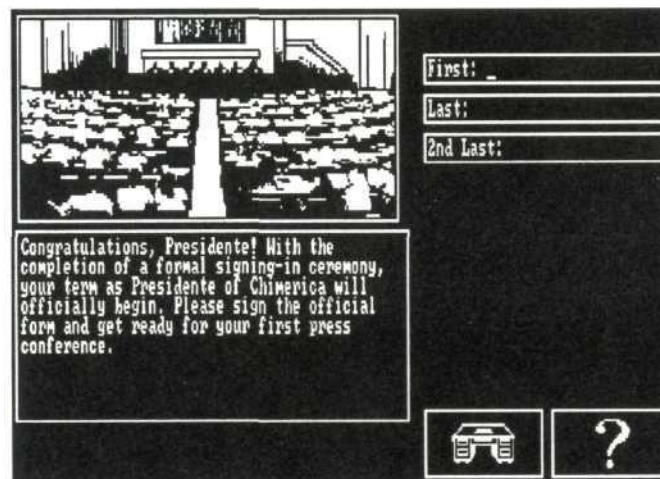 First: _
Last:
2nd Last:
Congratulations, Presidente! With the
completion of a formal signing-in ceremony,
your term as Presidente of Chimerica will
officially begin. Please sign the official
form and get ready for your first press
conference.
?